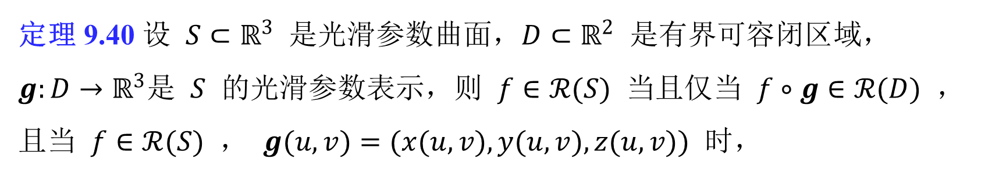 定理 9.40 设 S ⊂ ℝ³ 是光滑参数曲面，D ⊂ ℝ² 是有界可容闭区域，
g: D → ℝ³是 S 的光滑参数表示，则 f ∈ ℛ(S) 当且仅当 f ∘ g ∈ ℛ(D) ，
且当 f ∈ ℛ(S) ， g(u, v) = (x(u, v), y(u, v), z(u, v)) 时，